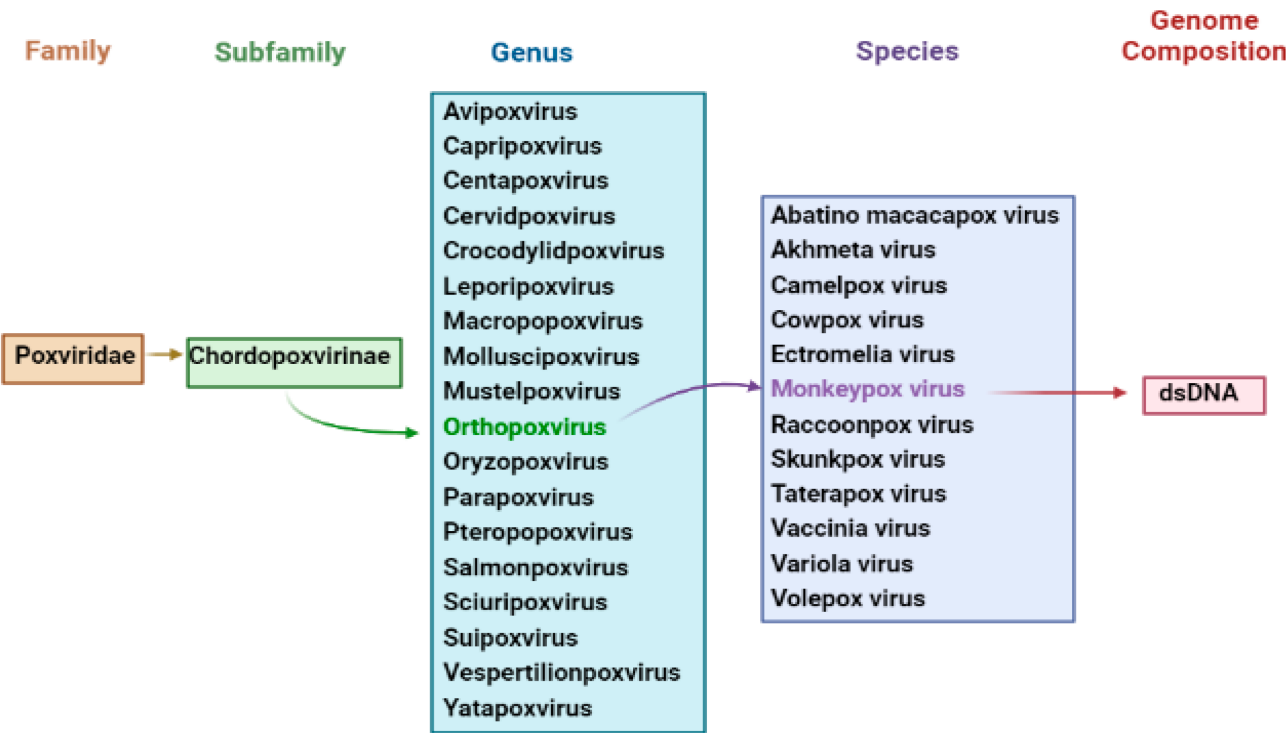 Family
Subfamily
Genus
Species
Genome
Composition
Poxviridae
Chordopoxvirinae
Avipoxvirus
Capripoxvirus
Centapoxvirus
Cervidpoxvirus
Crocodylidpoxvirus
Leporipoxvirus
Macropopoxvirus
Molluscipoxvirus
Mustelpoxvirus
Orthopoxvirus
Oryzopoxvirus
Parapoxvirus
Pteropopoxvirus
Salmonpoxvirus
Sciuripoxvirus
Suipoxvirus
Vespertilionpoxvirus
Yatapoxvirus
Abatino macacapox virus
Akhmeta virus
Camelpox virus
Cowpox virus
Ectromelia virus
Monkeypox virus
Raccoonpox virus
Skunkpox virus
Taterapox virus
Vaccinia virus
Variola virus
Volepox virus
dsDNA